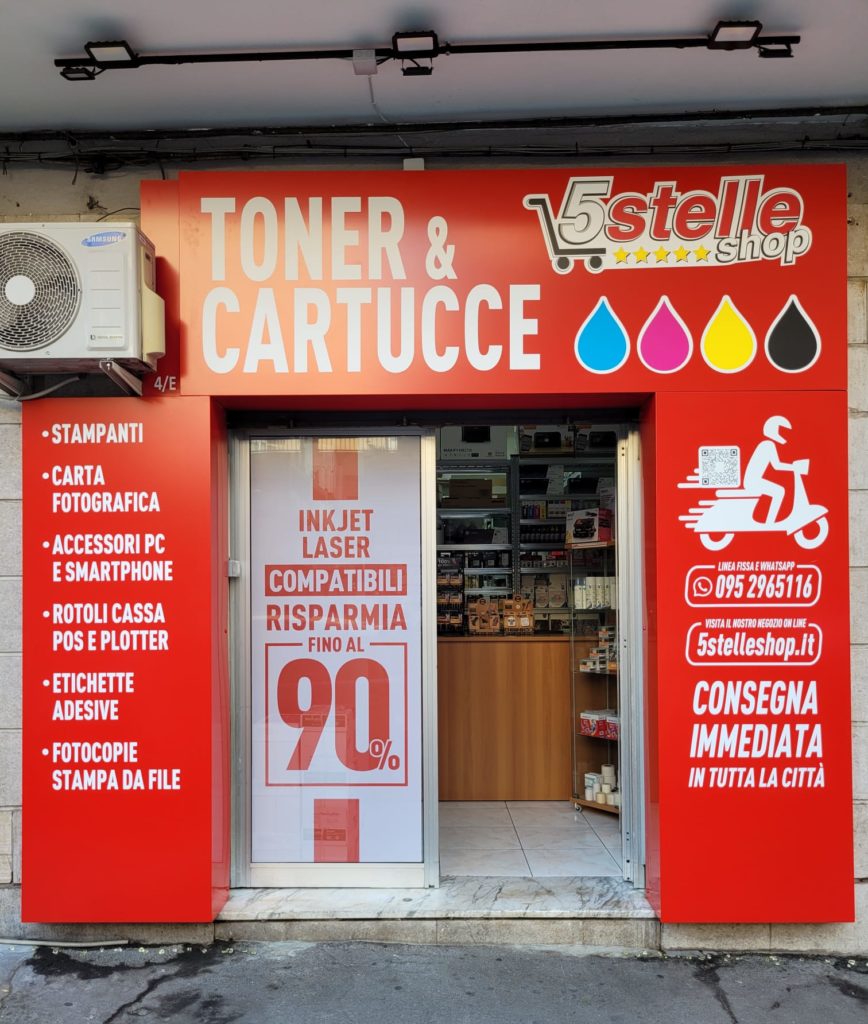 SAMSUNG
TONER &
CARTUCCE
5stelle
shop
4/E
•STAMPANTI
•CARTA
FOTOGRAFICA
•ACCESSORI PC
E SMARTPHONE
•ROTOLI CASSA
POS E PLOTTER
•ETICHETTE
ADESIVE
•FOTOCOPIE
STAMPA DA FILE
INKJET
LASER
COMPATIBILI
RISPARMIA
FINO AL
90%
LINEA FISSA E WHATSAPP
095 2965116
VISITA IL NOSTRO NEGOZIO ON LINE
5stelleshop.it
CONSEGNA
IMMEDIATA
IN TUTTA LA CITTÀ